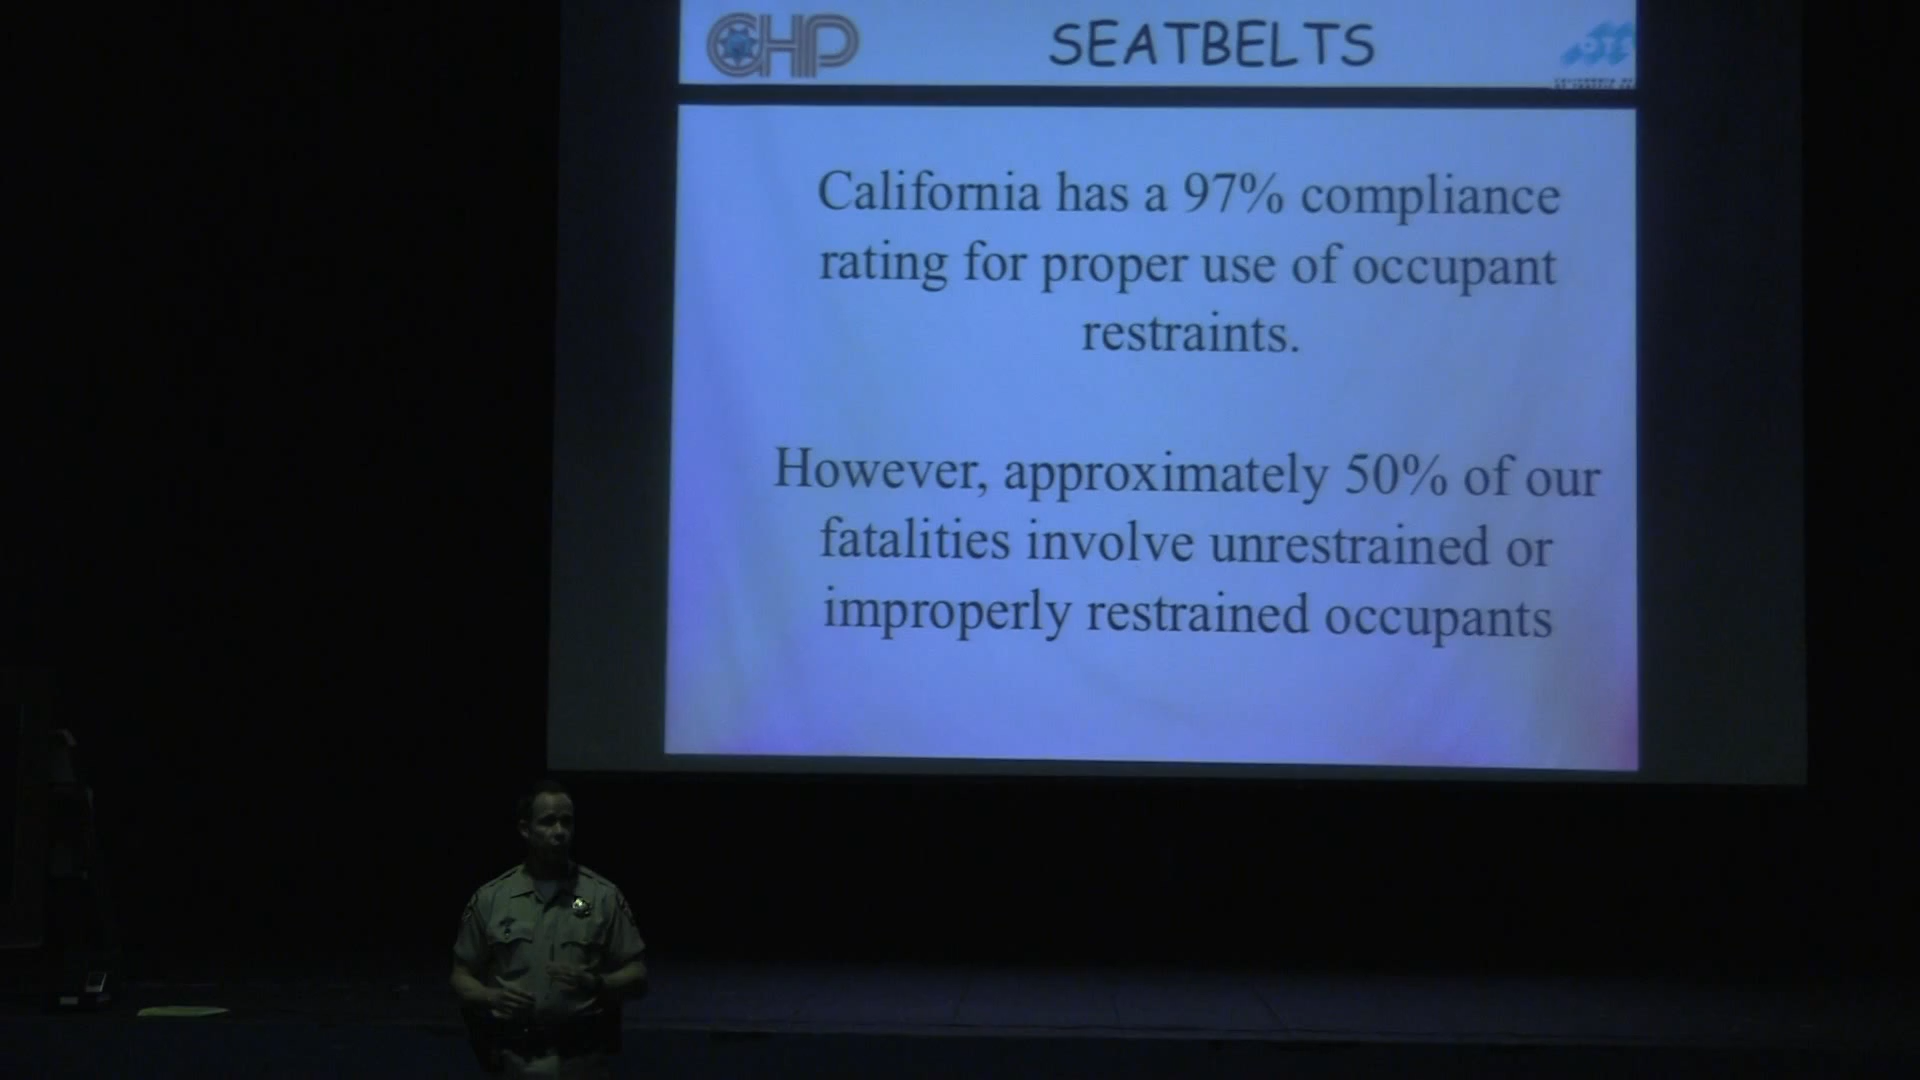 CHP
SEATBELTS
OTS
California has a 97% compliance
rating for proper use of occupant
restraints.
However, approximately 50% of our
fatalities involve unrestrained or
improperly restrained occupants